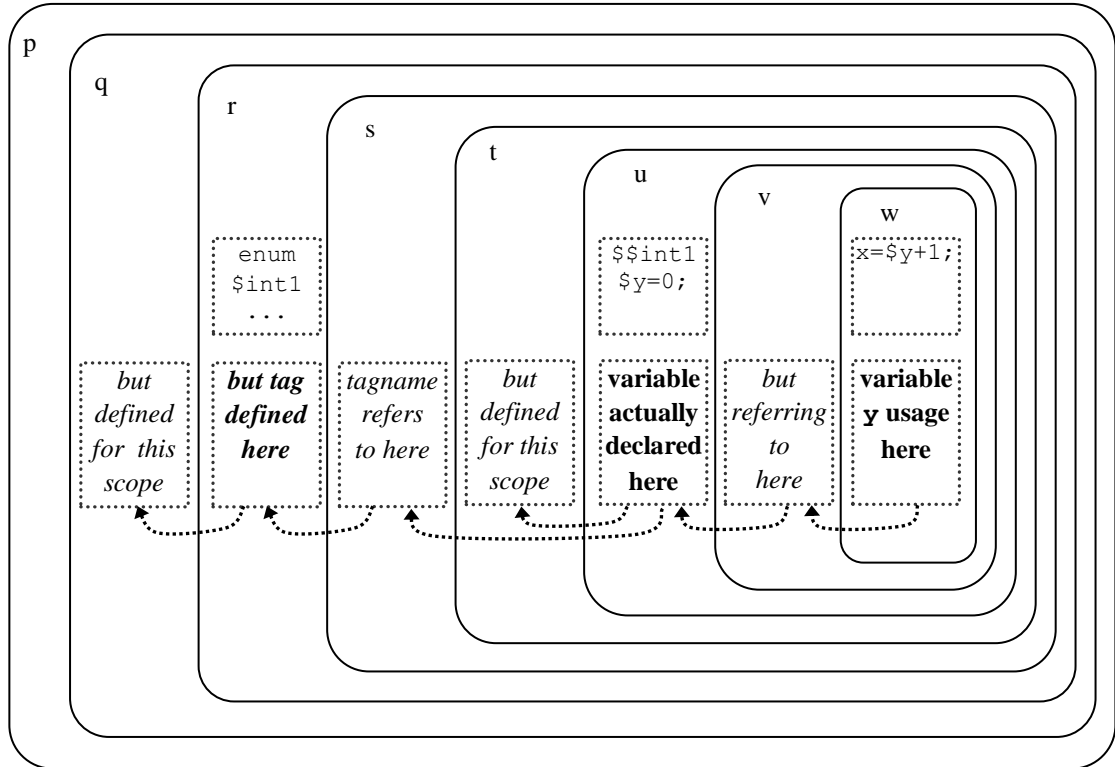 p
q
r
s
t
u
v
w
enum
$int1
...
$$int1
$y=0;
x=$y+1;
but
defined
for this
scope
but tag
defined
here
tagname
refers
to here
but
defined
for this
scope
variable
actually
declared
here
but
referring
to
here
variable
y usage
here